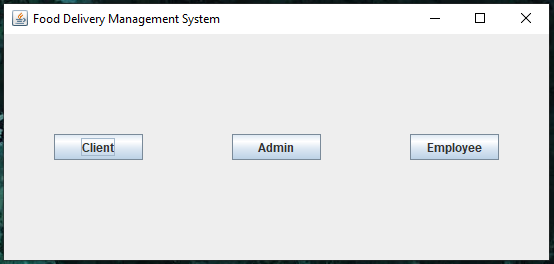 Food Delivery Management System
Client
Admin
Employee